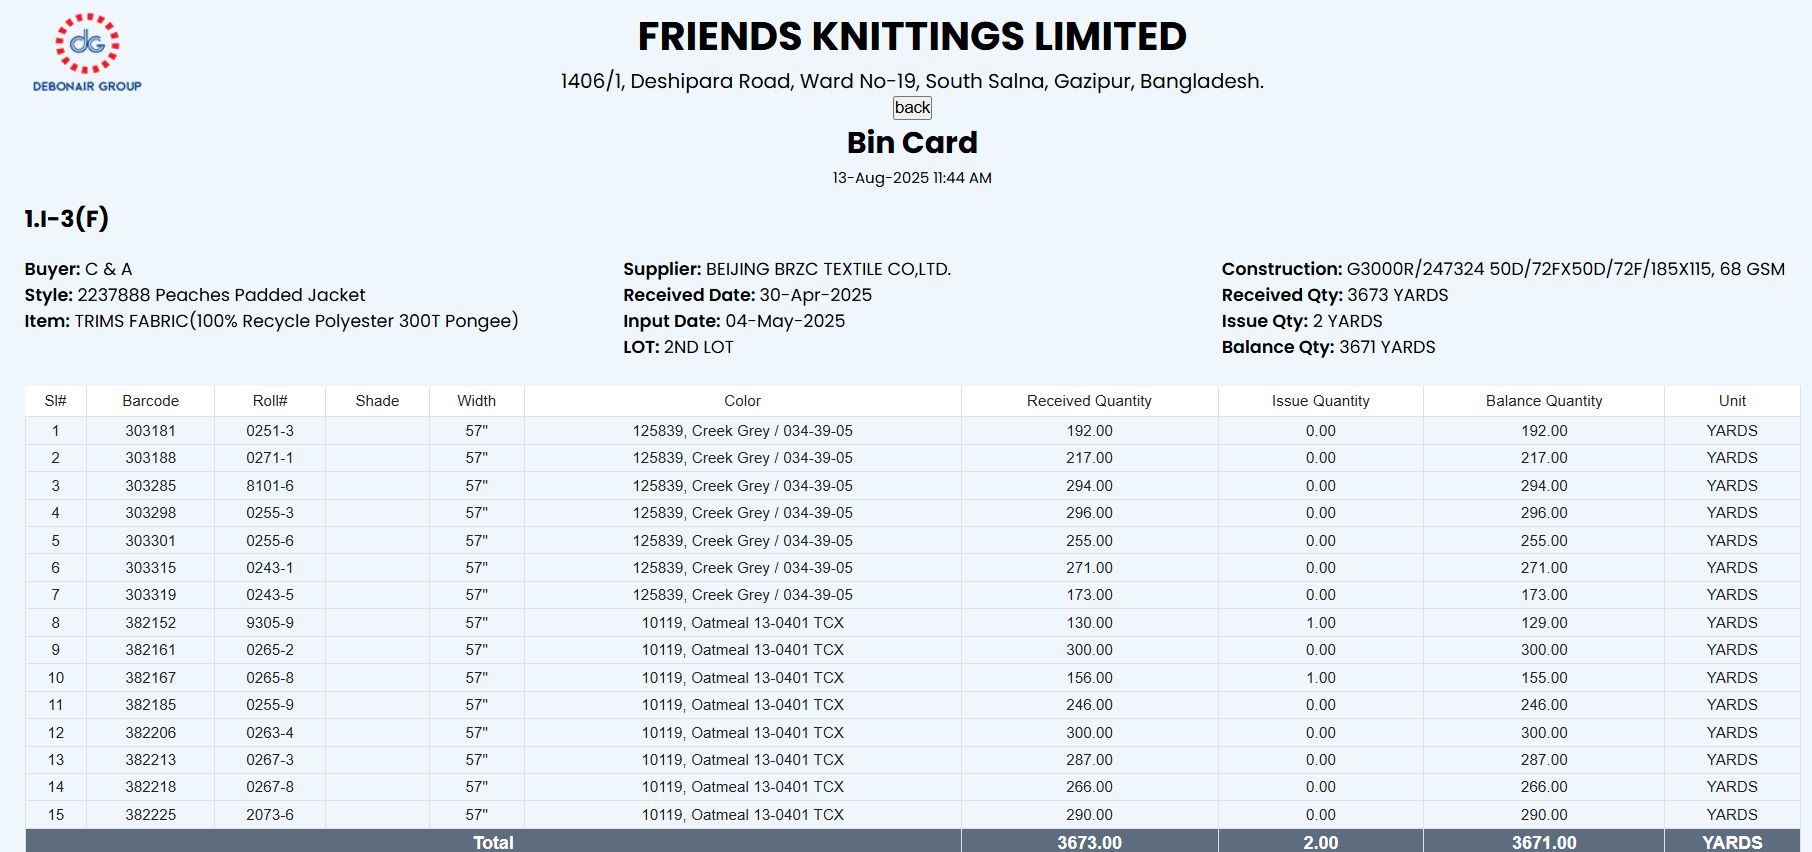 dG
DEBONAIR GROUP
FRIENDS KNITTINGS LIMITED
1406/1, Deshipara Road, Ward No-19, South Salna, Gazipur, Bangladesh.
back
Bin Card
13-Aug-2025 11:44 AM
1.I-3(F)
Buyer: C & A
Style: 2237888 Peaches Padded Jacket
Item: TRIMS FABRIC(100% Recycle Polyester 300T Pongee)
Supplier: BEIJING BRZC TEXTILE CO,LTD.
Received Date: 30-Apr-2025
Input Date: 04-May-2025
LOT: 2ND LOT
Construction: G3000R/247324 50D/72FX50D/72F/185X115, 68 GSM
Received Qty: 3673 YARDS
Issue Qty: 2 YARDS
Balance Qty: 3671 YARDS
Sl# Barcode Roll# Shade Width Color Received Quantity Issue Quantity Balance Quantity Unit
1 303181 0251-3 57" 125839, Creek Grey / 034-39-05 192.00 0.00 192.00 YARDS
2 303188 0271-1 57" 125839, Creek Grey / 034-39-05 217.00 0.00 217.00 YARDS
3 303285 8101-6 57" 125839, Creek Grey / 034-39-05 294.00 0.00 294.00 YARDS
4 303298 0255-3 57" 125839, Creek Grey / 034-39-05 296.00 0.00 296.00 YARDS
5 303301 0255-6 57" 125839, Creek Grey / 034-39-05 255.00 0.00 255.00 YARDS
6 303315 0243-1 57" 125839, Creek Grey / 034-39-05 271.00 0.00 271.00 YARDS
7 303319 0243-5 57" 125839, Creek Grey / 034-39-05 173.00 0.00 173.00 YARDS
8 382152 9305-9 57" 10119, Oatmeal 13-0401 TCX 130.00 1.00 129.00 YARDS
9 382161 0265-2 57" 10119, Oatmeal 13-0401 TCX 300.00 0.00 300.00 YARDS
10 382167 0265-8 57" 10119, Oatmeal 13-0401 TCX 156.00 1.00 155.00 YARDS
11 382185 0255-9 57" 10119, Oatmeal 13-0401 TCX 246.00 0.00 246.00 YARDS
12 382206 0263-4 57" 10119, Oatmeal 13-0401 TCX 300.00 0.00 300.00 YARDS
13 382213 0267-3 57" 10119, Oatmeal 13-0401 TCX 287.00 0.00 287.00 YARDS
14 382218 0267-8 57" 10119, Oatmeal 13-0401 TCX 266.00 0.00 266.00 YARDS
15 382225 2073-6 57" 10119, Oatmeal 13-0401 TCX 290.00 0.00 290.00 YARDS
Total 3673.00 2.00 3671.00 YARDS